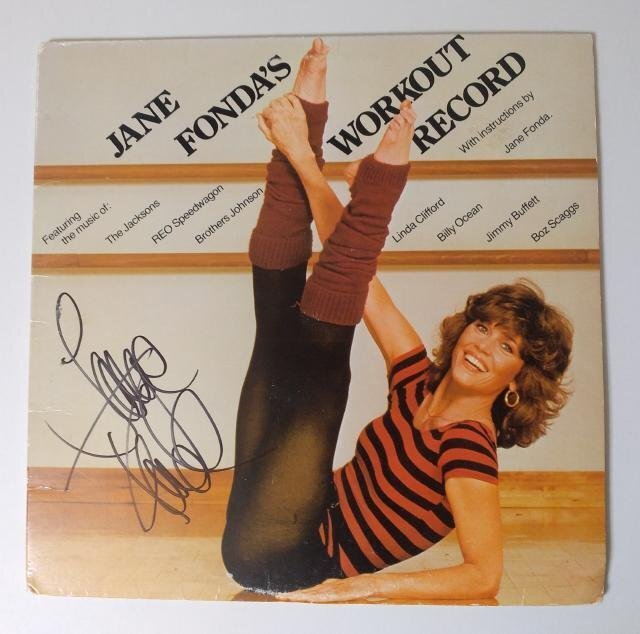 JANE FONDA'S
WORKOUT
RECORD
With instructions by
Jane Fonda.
Featuring
the music of:
The Jacksons
REO Speedwagon
Brothers Johnson
Linda Clifford
Billy Ocean
Jimmy Buffett
Boz Scaggs